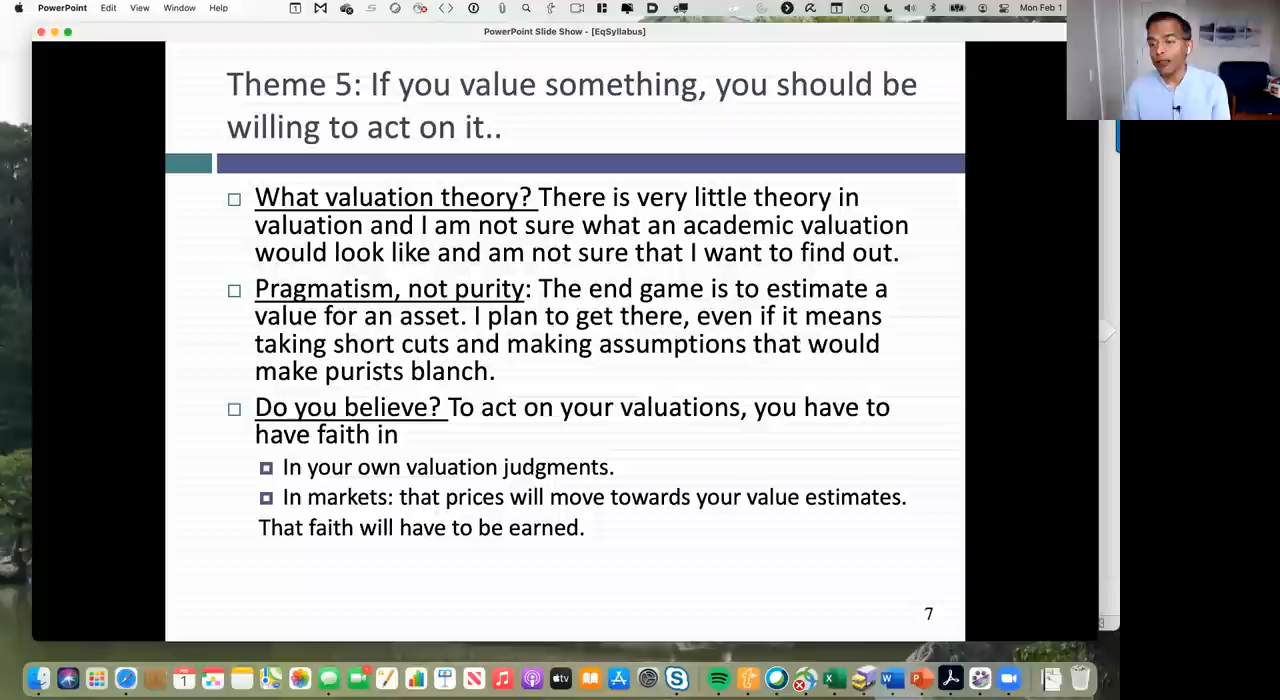 PowerPoint Edit View Window Help
Mon Feb 1
PowerPoint Slide Show - [EqSyllabus]
Theme 5: If you value something, you should be
willing to act on it..
What valuation theory? There is very little theory in
valuation and I am not sure what an academic valuation
would look like and am not sure that I want to find out.
Pragmatism, not purity: The end game is to estimate a
value for an asset. I plan to get there, even if it means
taking short cuts and making assumptions that would
make purists blanch.
Do you believe? To act on your valuations, you have to
have faith in
In your own valuation judgments.
In markets: that prices will move towards your value estimates.
That faith will have to be earned.
7